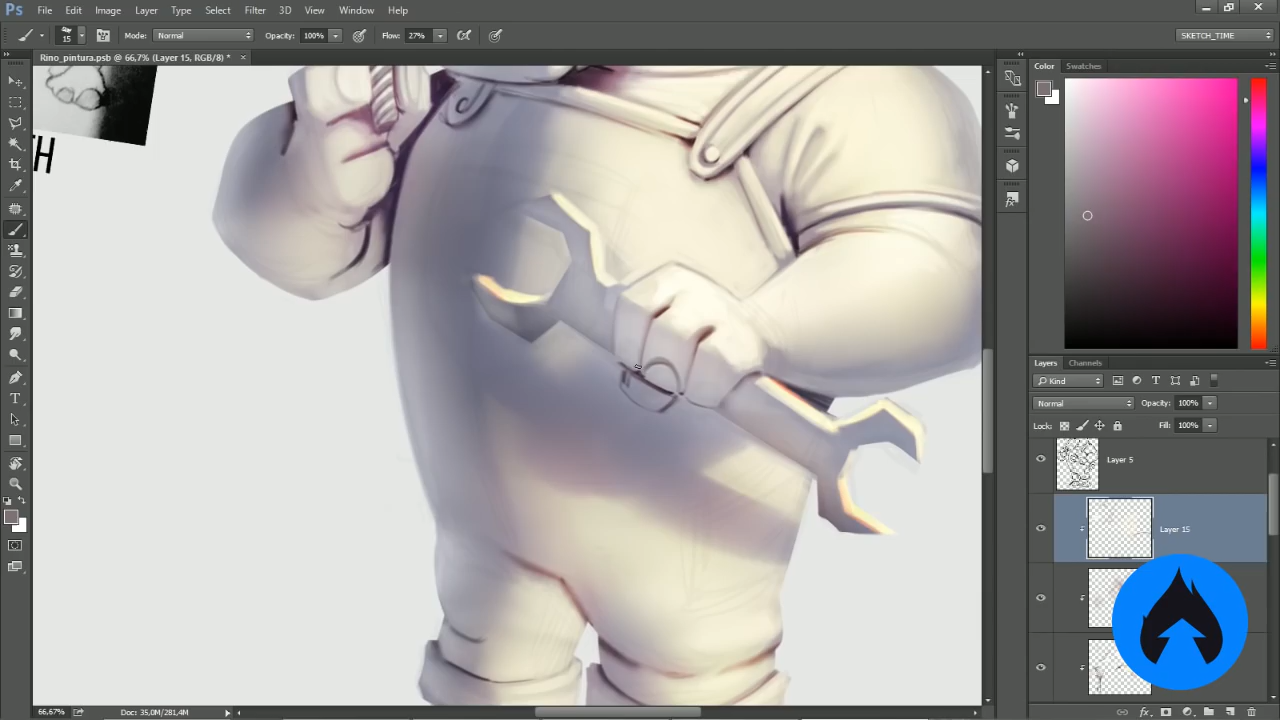 Ps File Edit Image Layer Type Select Filter 3D View Window Help
15 Mode: Normal Opacity: 100% Flow: 27% SKETCH_TIME
Rino_pintura.psb @ 66,7% (Layer 15, RGB/8) * ×
TH
Color Swatches
Layers Channels
Kind
Normal Opacity: 100%
Lock: Fill: 100%
Layer 5
Layer 15
fx
66,67% Doc: 35,0M/281,4M